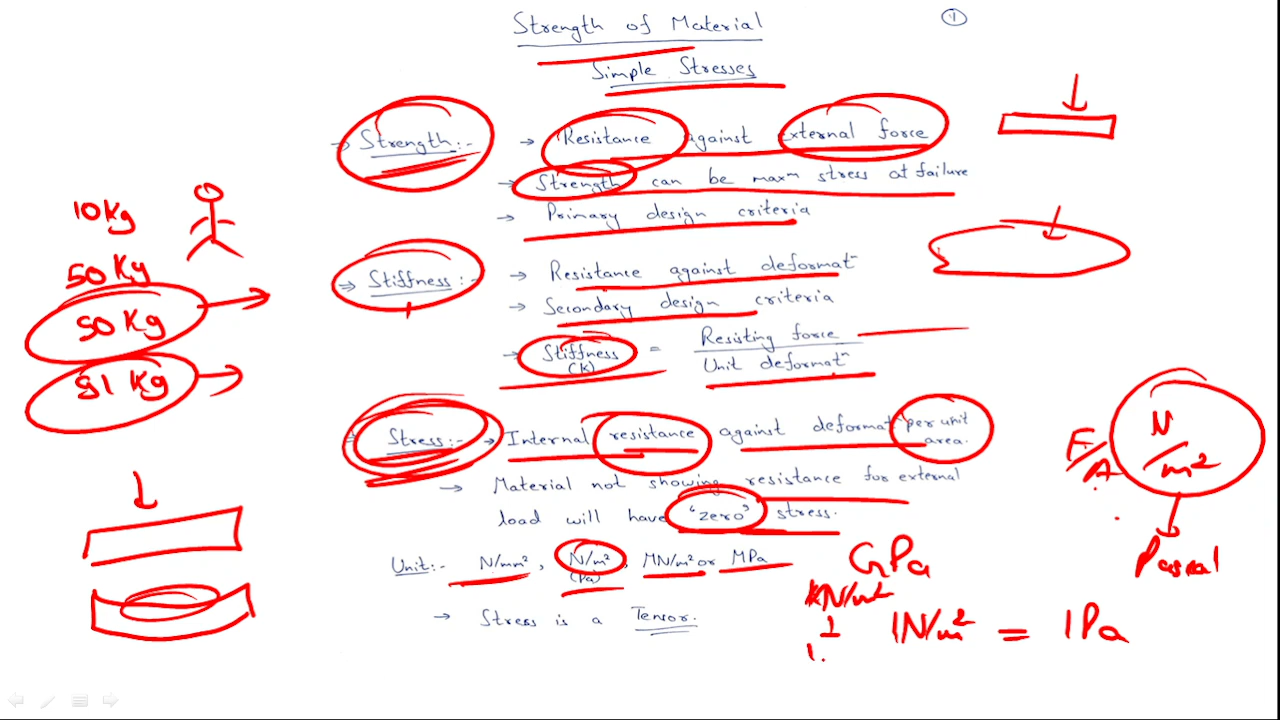 Strength of Material
1
Simple Stresses
→ Strength:- → Resistance against external force
→ Strength can be maxm stress at failure
→ Primary design criteria
→ Stiffness:- → Resistance against deformatⁿ
→ Secondary design criteria
→ Stiffness (K) = Resisting force
Unit deformatⁿ
→ Stress:- → Internal resistance against deformatⁿ per unit area.
→ Material not showing resistance for external
load will have "zero" stress.
Unit:- N/mm², N/m² (Pa), MN/m² or MPa
→ Stress is a Tensor.
10Kg
50 Kg
50 Kg
51 Kg
F/A
N/m²
Pascal
GPa
KN/m²
1
1.
1N/m² = 1Pa